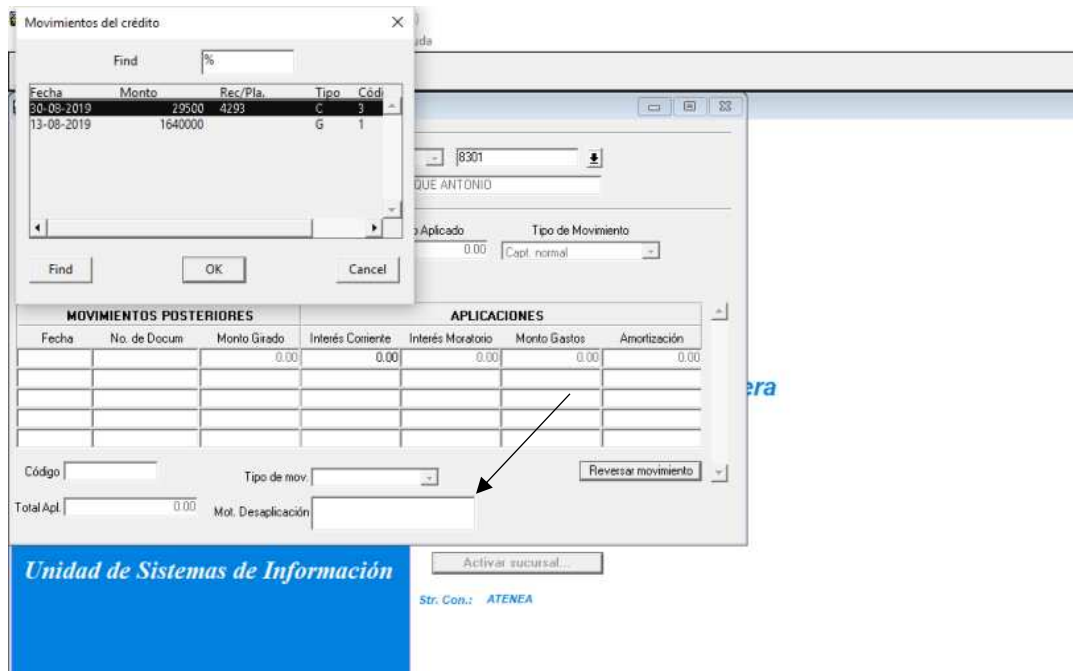 Movimientos del crédito
)
uda
Find %
Fecha Monto Rec/Pla. Tipo Códi
30-08-2019 29500 4293 C 3
13-08-2019 1640000 G 1
Find OK Cancel
8301
QUE ANTONIO
o Aplicado Tipo de Movimiento
0.00 Capt. normal
MOVIMIENTOS POSTERIORES APLICACIONES
Fecha No. de Docum Monto Girado Interés Corriente Interés Moratorio Monto Gastos Amortización
0.00 0.00 0.00 0.00 0.00
era
Código Tipo de mov. Reversar movimiento
Total Apl. 0.00 Mot. Desaplicación
Unidad de Sistemas de Información
Activar sucursal...
Str. Con.: ATENEA